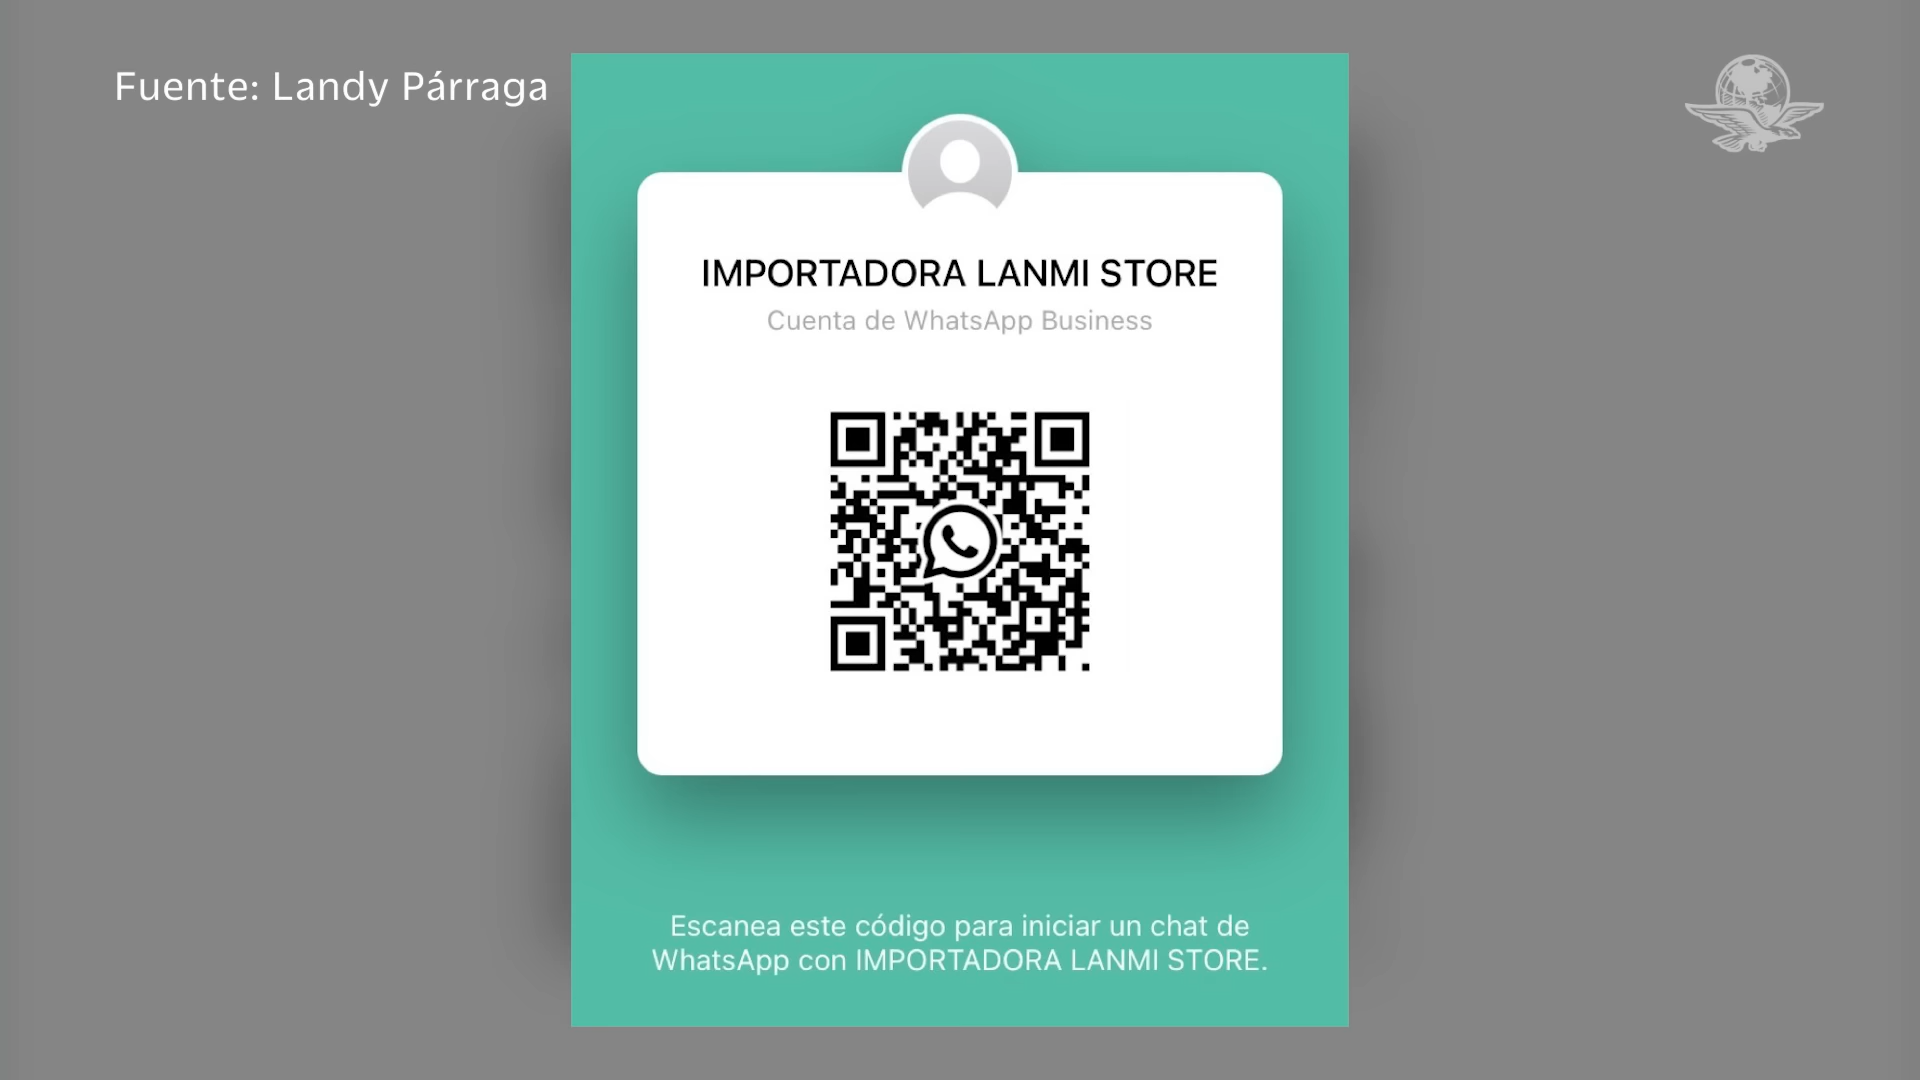 Fuente: Landy Párraga
IMPORTADORA LANMI STORE
Cuenta de WhatsApp Business
Escanea este código para iniciar un chat de
WhatsApp con IMPORTADORA LANMI STORE.